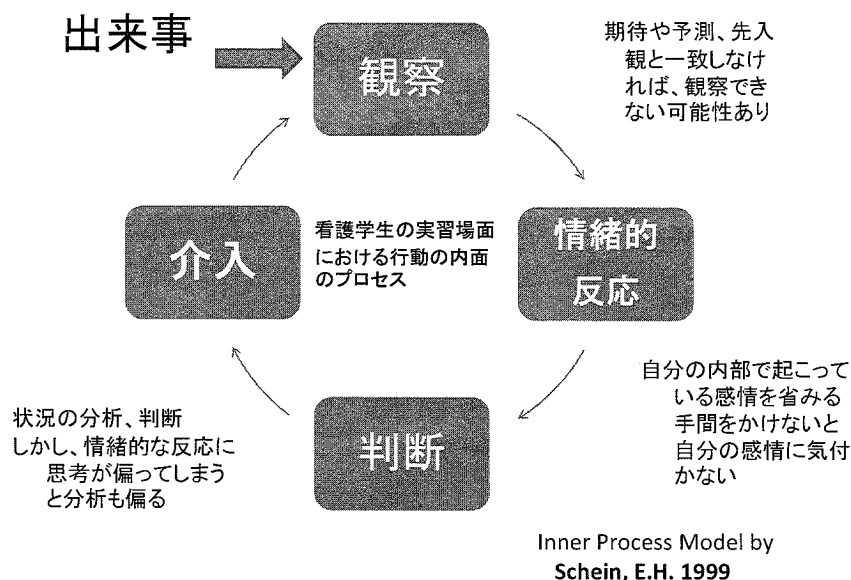 出来事
観察
期待や予測、先入
観と一致しなけ
れば、観察でき
ない可能性あり
介入
看護学生の実習場面
における行動の内面
のプロセス
情緒的
反応
自分の内部で起こって
いる感情を省みる
手間をかけないと
自分の感情に気付
かない
状況の分析、判断
しかし、情緒的な反応に
思考が偏ってしまう
と分析も偏る
判断
Inner Process Model by
Schein, E.H. 1999